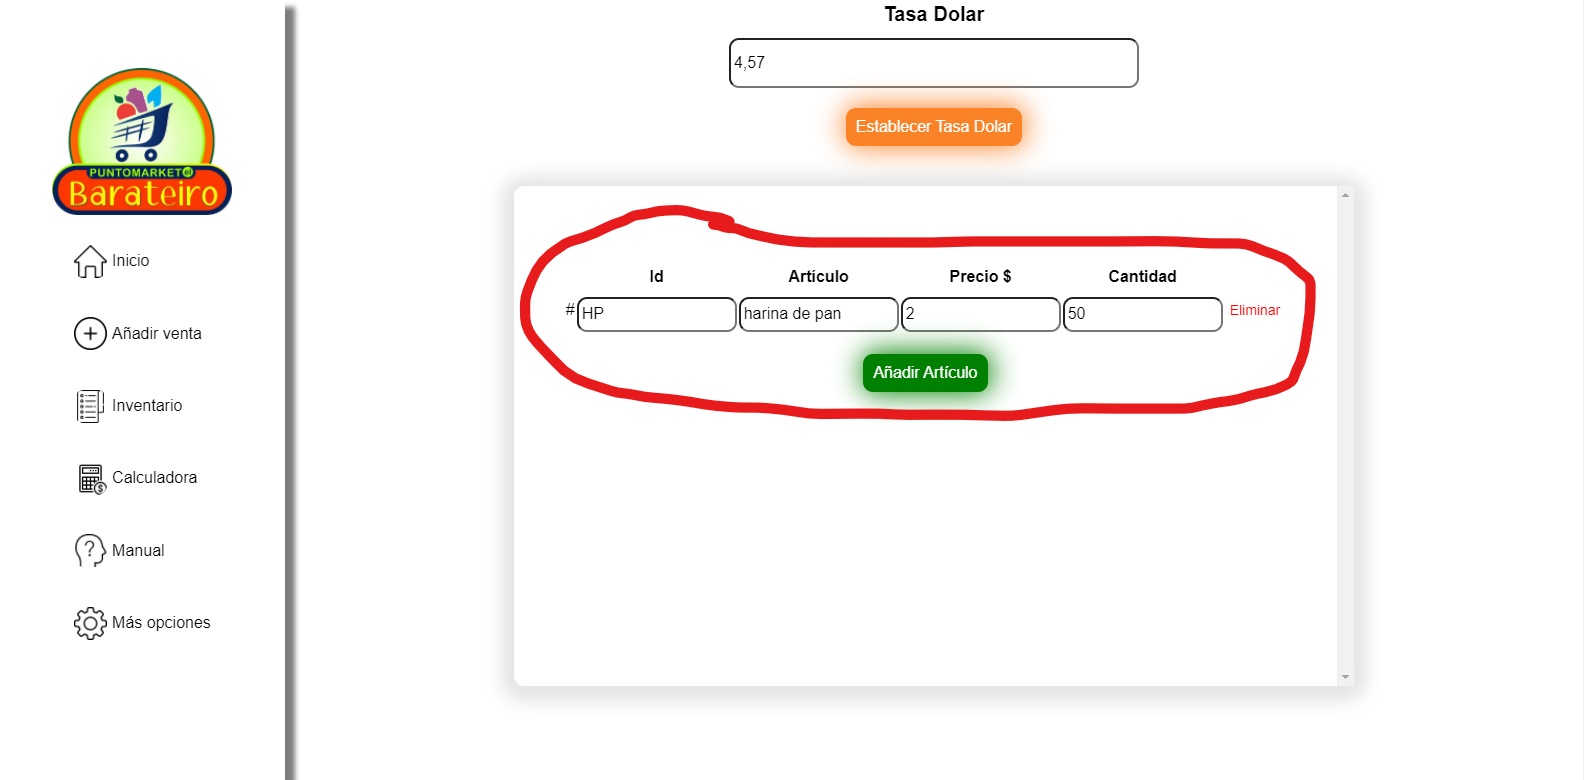 Tasa Dolar
4,57
Establecer Tasa Dolar
PUNTOMARKET el
Barateiro
Inicio
Añadir venta
Inventario
Calculadora
Manual
Más opciones
Id Artículo Precio $ Cantidad
# HP harina de pan 2 50 Eliminar
Añadir Artículo